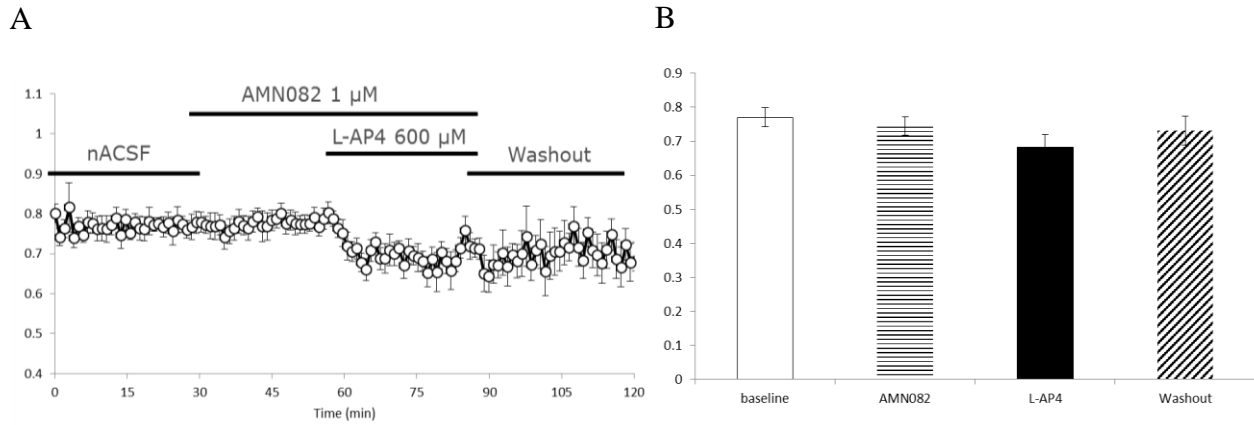 A
1.1
1
0.9
0.8
0.7
0.6
0.5
0.4
AMN082 1 µM
L-AP4 600 µM
nACSF
Washout
0 15 30 45 60 75 90 105 120
Time (min)
B
0.9
0.8
0.7
0.6
0.5
0.4
0.3
0.2
0.1
0
baseline AMN082 L-AP4 Washout